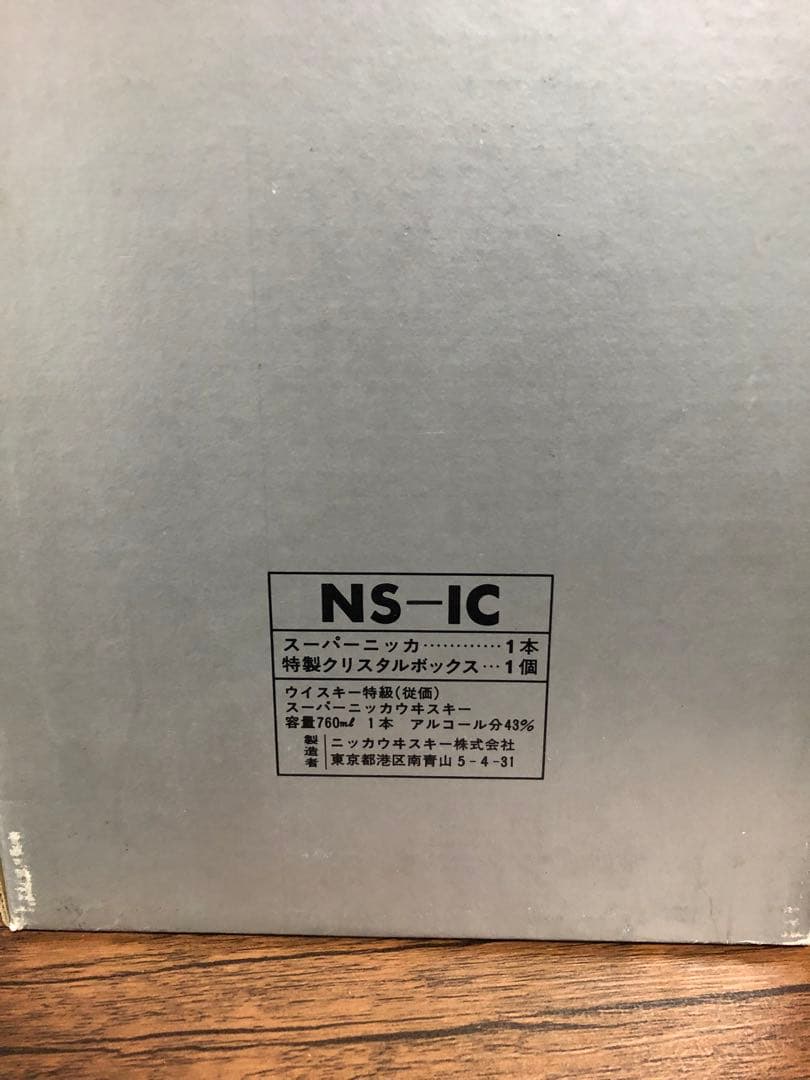 NS-IC
スーパーニッカ…………1本
特製クリスタルボックス…1個
ウイスキー特級(従価)
スーパーニッカウヰスキー
容量760ml 1本 アルコール分43%
製造者 ニッカウヰスキー株式会社
東京都港区南青山5-4-31